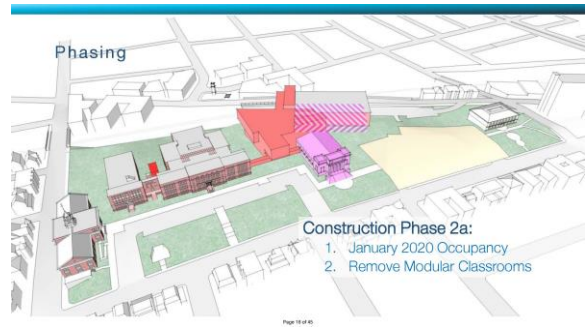 Phasing
Construction Phase 2a:
1. January 2020 Occupancy
2. Remove Modular Classrooms
Page 18 of 45